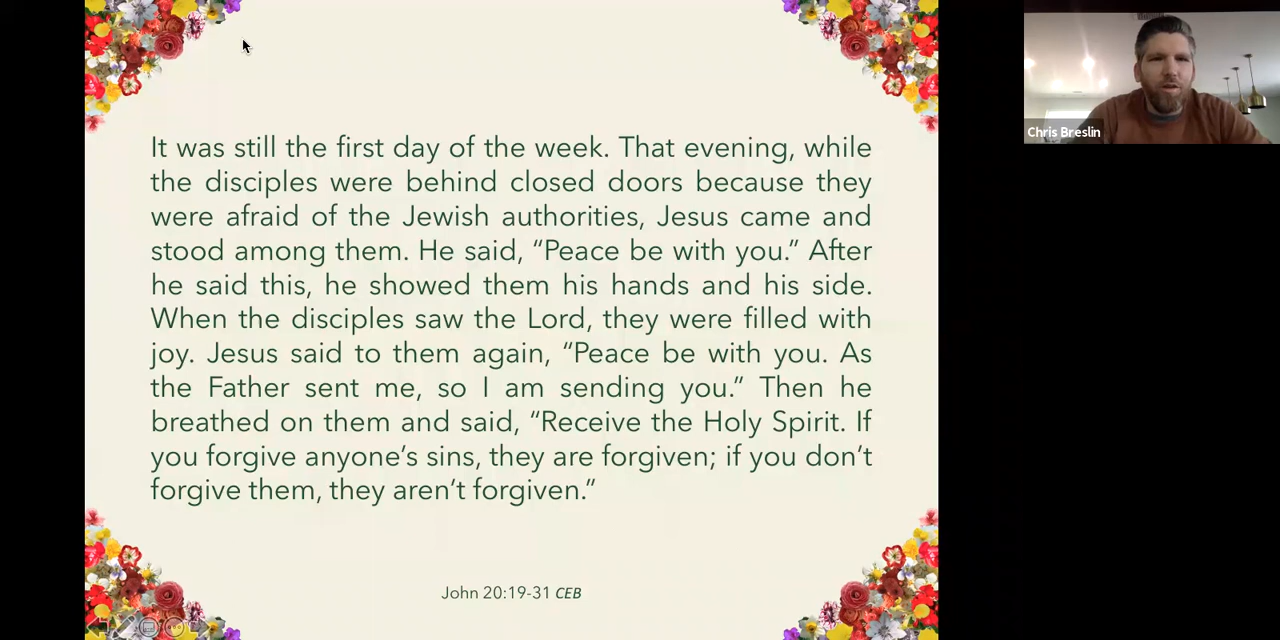 It was still the first day of the week. That evening, while
the disciples were behind closed doors because they
were afraid of the Jewish authorities, Jesus came and
stood among them. He said, “Peace be with you.” After
he said this, he showed them his hands and his side.
When the disciples saw the Lord, they were filled with
joy. Jesus said to them again, “Peace be with you. As
the Father sent me, so I am sending you.” Then he
breathed on them and said, “Receive the Holy Spirit. If
you forgive anyone’s sins, they are forgiven; if you don’t
forgive them, they aren’t forgiven.”
John 20:19-31 CEB
Chris Breslin